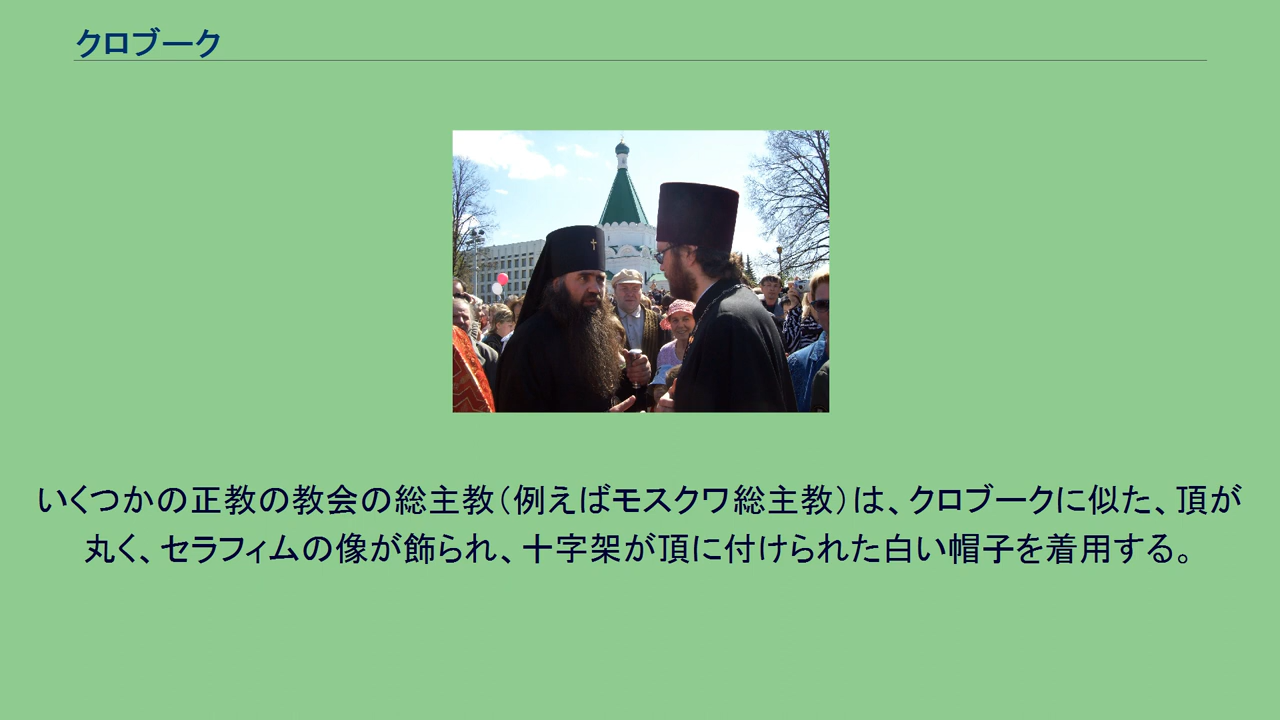 クロブーク
いくつかの正教の教会の総主教（例えばモスクワ総主教）は、クロブークに似た、頂が
丸く、セラフィムの像が飾られ、十字架が頂に付けられた白い帽子を着用する。